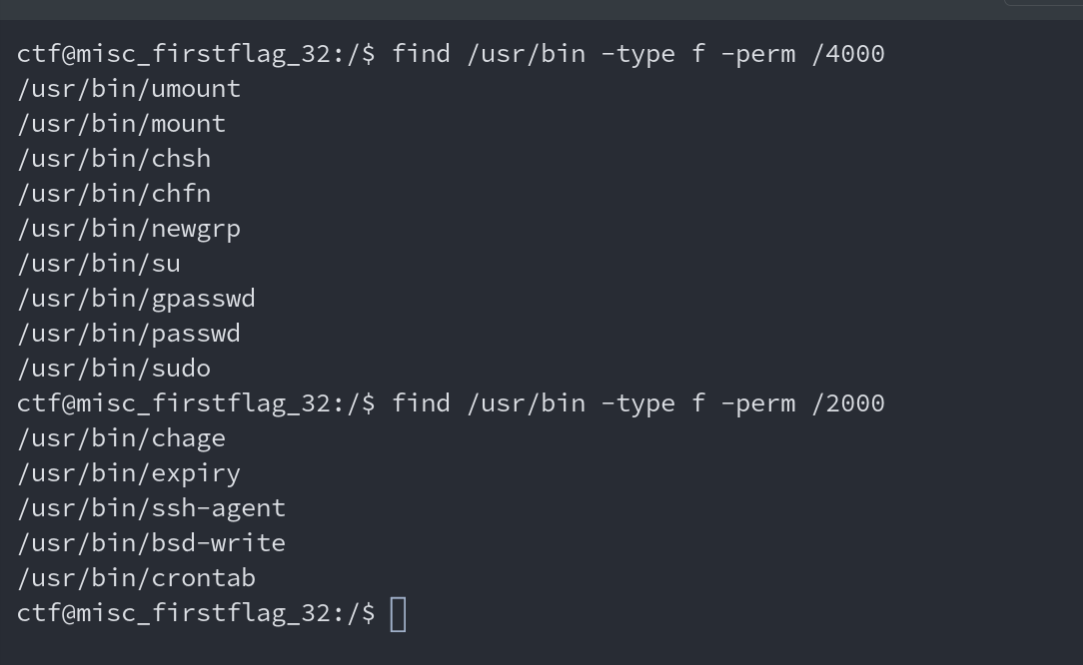 ctf@misc_firstflag_32:/$ find /usr/bin -type f -perm /4000
/usr/bin/umount
/usr/bin/mount
/usr/bin/chsh
/usr/bin/chfn
/usr/bin/newgrp
/usr/bin/su
/usr/bin/gpasswd
/usr/bin/passwd
/usr/bin/sudo
ctf@misc_firstflag_32:/$ find /usr/bin -type f -perm /2000
/usr/bin/chage
/usr/bin/expiry
/usr/bin/ssh-agent
/usr/bin/bsd-write
/usr/bin/crontab
ctf@misc_firstflag_32:/$